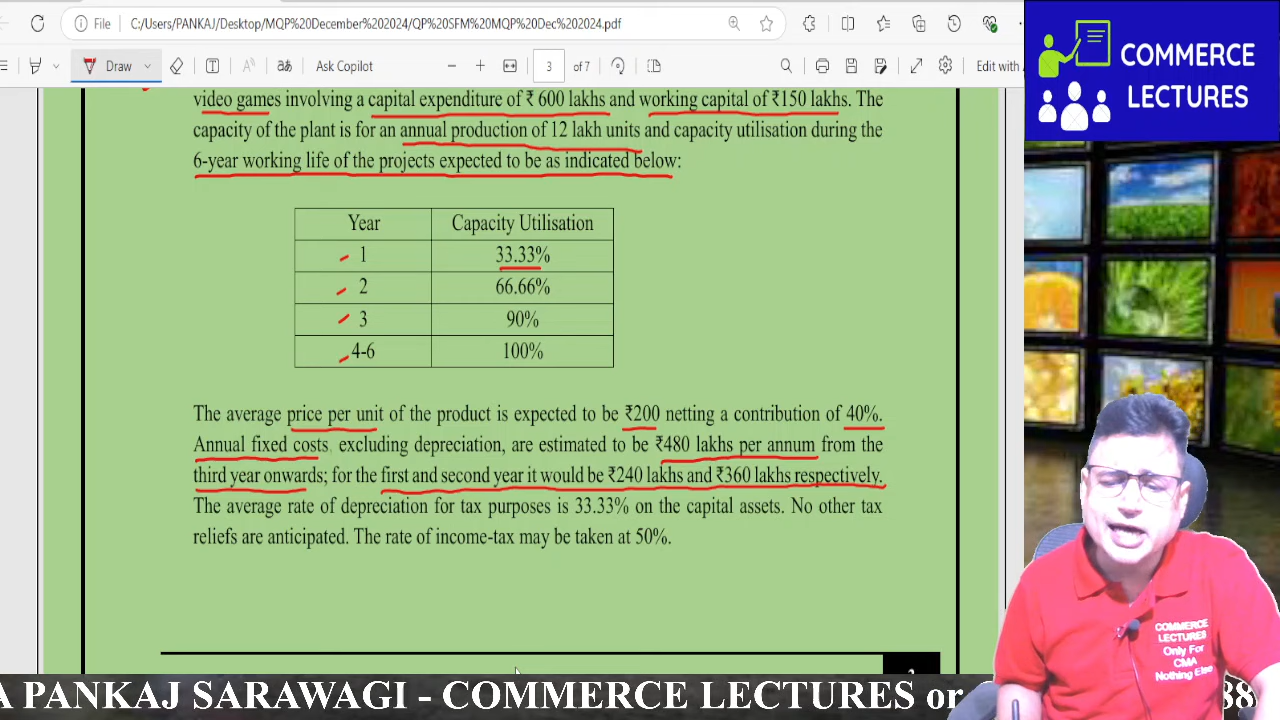 File C:/Users/PANKAJ/Desktop/MQP%20December%202024/QP%20SFM%20MQP%20Dec%202024.pdf
Draw
aあ
3 of 7
Ask Copilot
Edit with
COMMERCE
LECTURES
video games involving a capital expenditure of ₹ 600 lakhs and working capital of ₹150 lakhs. The
capacity of the plant is for an annual production of 12 lakh units and capacity utilisation during the
6-year working life of the projects expected to be as indicated below:
Year Capacity Utilisation
1 33.33%
2 66.66%
3 90%
4-6 100%
The average price per unit of the product is expected to be ₹200 netting a contribution of 40%.
Annual fixed costs, excluding depreciation, are estimated to be ₹480 lakhs per annum from the
third year onwards; for the first and second year it would be ₹240 lakhs and ₹360 lakhs respectively.
The average rate of depreciation for tax purposes is 33.33% on the capital assets. No other tax
reliefs are anticipated. The rate of income-tax may be taken at 50%.
COMMERCE
LECTURES
Only For
CMA
Nothing Else
A PANKAJ SARAWAGI - COMMERCE LECTURES or